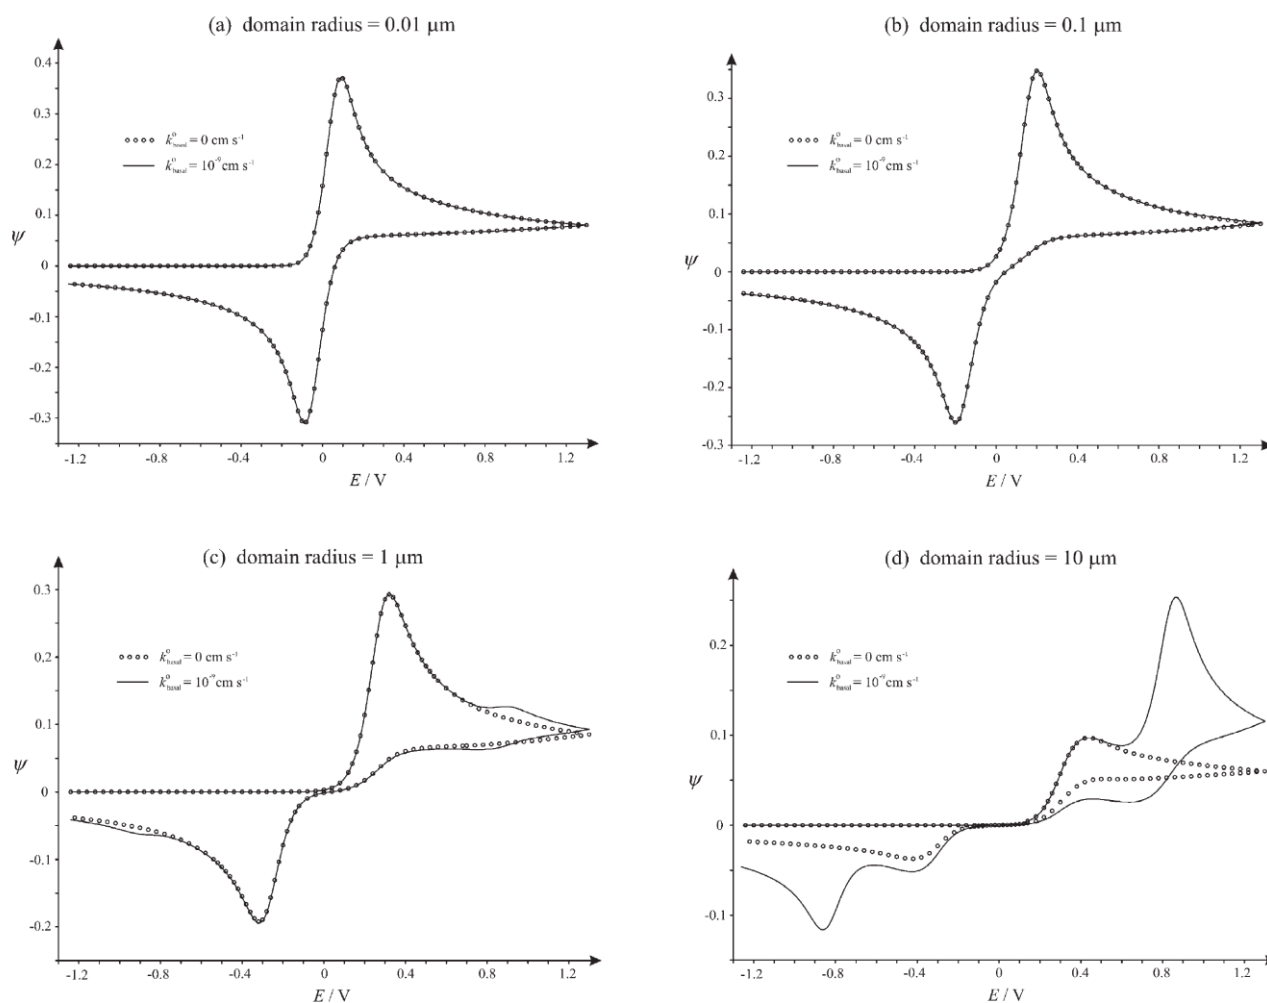 (a) domain radius = 0.01 μm
0.4
0.3
0.2
0.1
0
-0.1
-0.2
-0.3
ψ
k°basal = 0 cm s⁻¹
k°basal = 10⁻⁹ cm s⁻¹
-1.2 -0.8 -0.4 0 0.4 0.8 1.2
E / V
(b) domain radius = 0.1 μm
0.3
0.2
0.1
0
-0.1
-0.2
-0.3
ψ
k°basal = 0 cm s⁻¹
k°basal = 10⁻⁹ cm s⁻¹
-1.2 -0.8 -0.4 0 0.4 0.8 1.2
E / V
(c) domain radius = 1 μm
0.3
0.2
0.1
0
-0.1
-0.2
ψ
k°basal = 0 cm s⁻¹
k°basal = 10⁻⁹ cm s⁻¹
-1.2 -0.8 -0.4 0 0.4 0.8 1.2
E / V
(d) domain radius = 10 μm
0.2
0.1
0
-0.1
ψ
k°basal = 0 cm s⁻¹
k°basal = 10⁻⁹ cm s⁻¹
-1.2 -0.8 -0.4 0 0.4 0.8 1.2
E / V